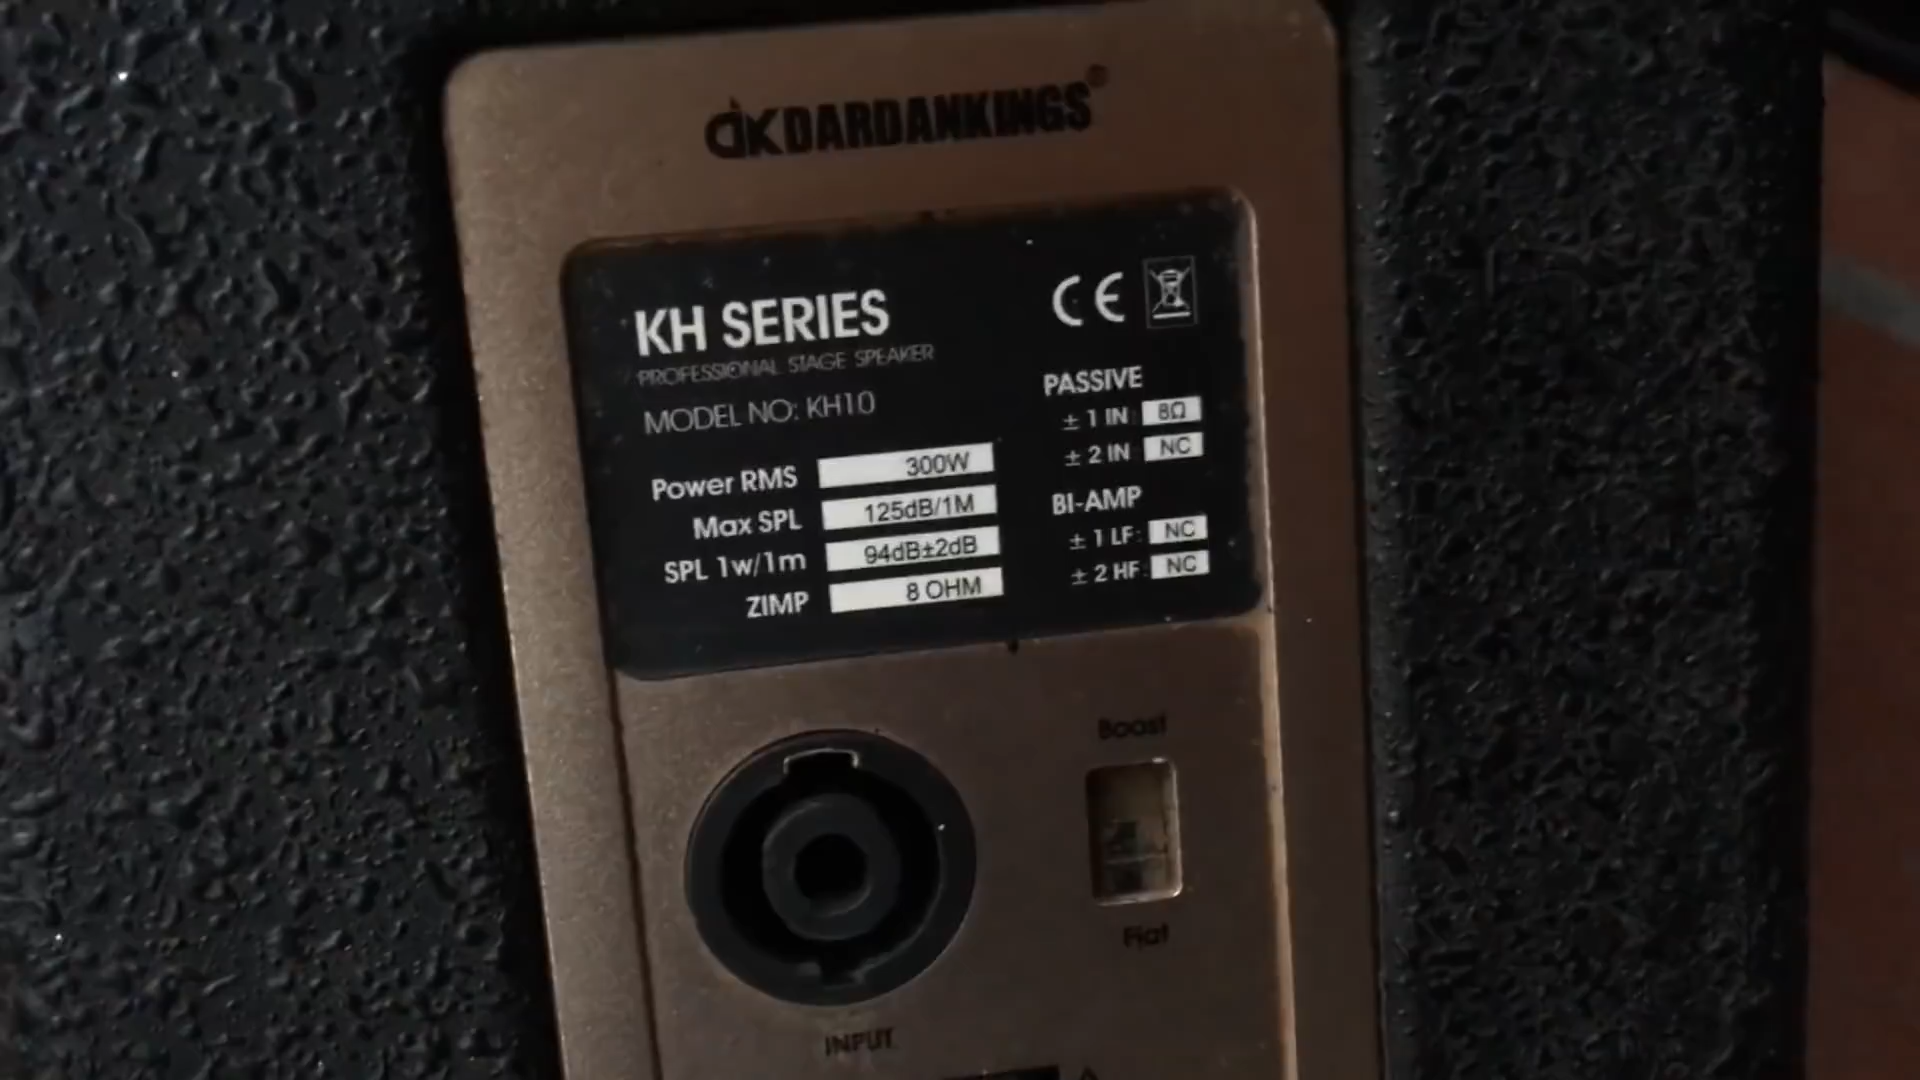 dK DARDANKINGS®
KH SERIES
PROFESSIONAL STAGE SPEAKER
MODEL NO: KH10
Power RMS 300W
Max SPL 125dB/1M
SPL 1w/1m 94dB±2dB
ZIMP 8 OHM
CE
PASSIVE
± 1 IN: 8Ω
± 2 IN: NC
BI-AMP
± 1 LF: NC
± 2 HF: NC
Boost
Flat
INPUT